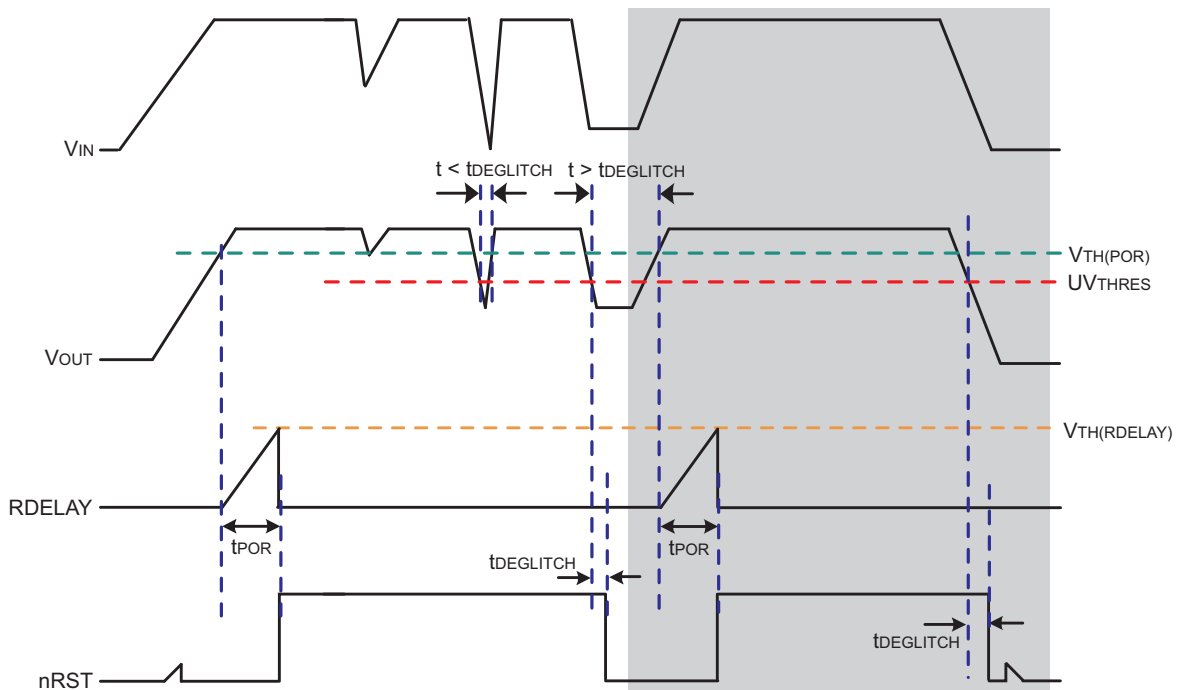 VIN
t < tDEGLITCH
t > tDEGLITCH
VTH(POR)
UVTHRES
VOUT
VTH(RDELAY)
RDELAY
tPOR
tPOR
tDEGLITCH
tDEGLITCH
nRST